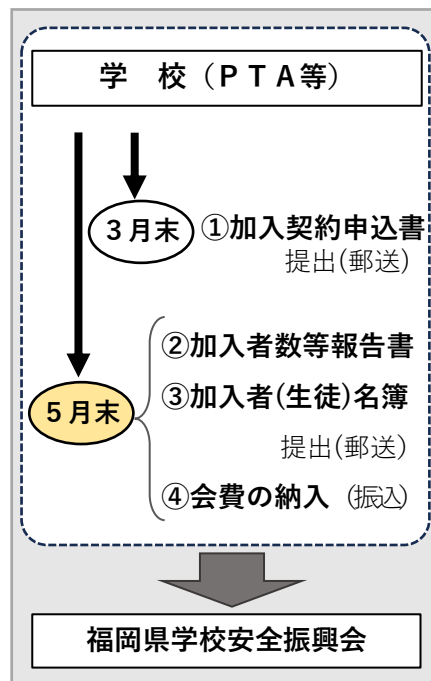 学　校（ＰＴＡ等）
３月末
①加入契約申込書
提出(郵送)
②加入者数等報告書
③加入者(生徒)名簿
５月末
提出(郵送)
④会費の納入 (振込)
福岡県学校安全振興会